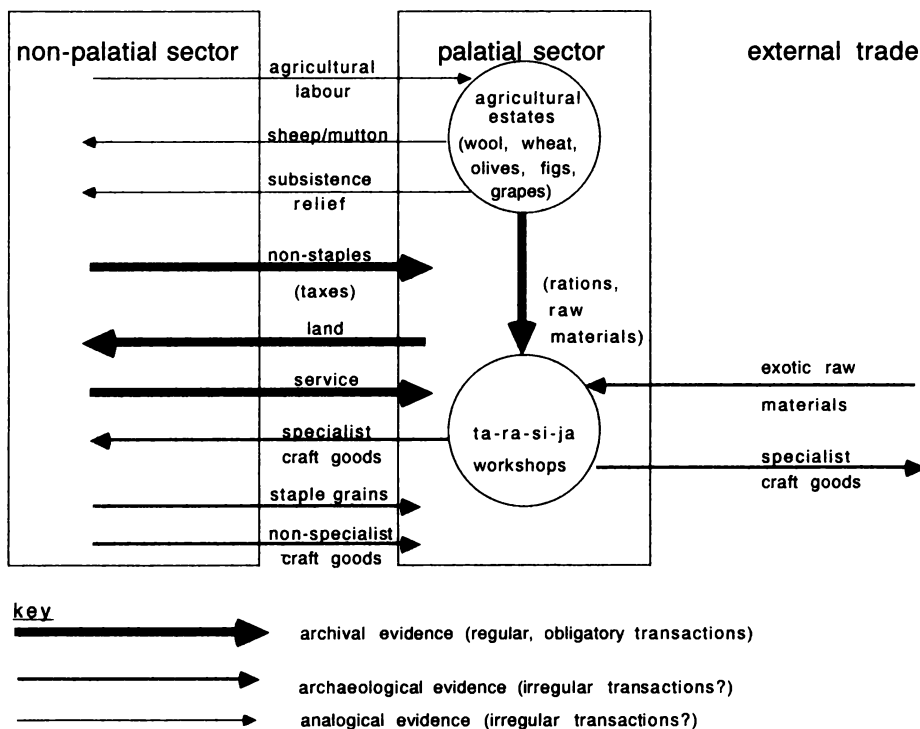 non-palatial sector
palatial sector
external trade
agricultural
labour
sheep/mutton
subsistence
relief
non-staples
(taxes)
land
service
specialist
craft goods
staple grains
non-specialist
craft goods
agricultural
estates
(wool, wheat,
olives, figs,
grapes)
(rations,
raw
materials)
ta-ra-si-ja
workshops
exotic raw
materials
specialist
craft goods
key
archival evidence (regular, obligatory transactions)
archaeological evidence (irregular transactions?)
analogical evidence (irregular transactions?)